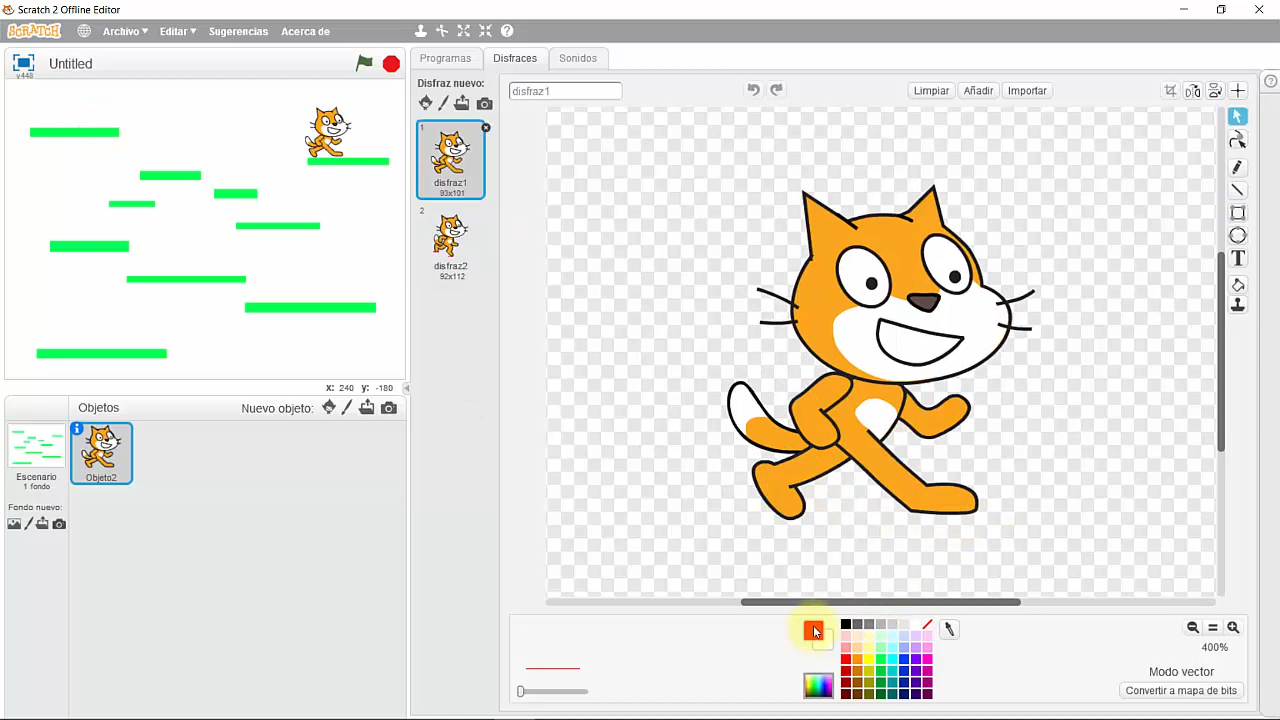 Scratch 2 Offline Editor
SCRATCH Archivo Editar Sugerencias Acerca de
v448
Untitled
x: 240 y: -180
Objetos Nuevo objeto:
Escenario
1 fondo
Fondo nuevo:
Objeto2
Programas Disfraces Sonidos
Disfraz nuevo:
1
disfraz1
93x101
2
disfraz2
92x112
disfraz1
Limpiar Añadir Importar
T
400%
Modo vector
Convertir a mapa de bits